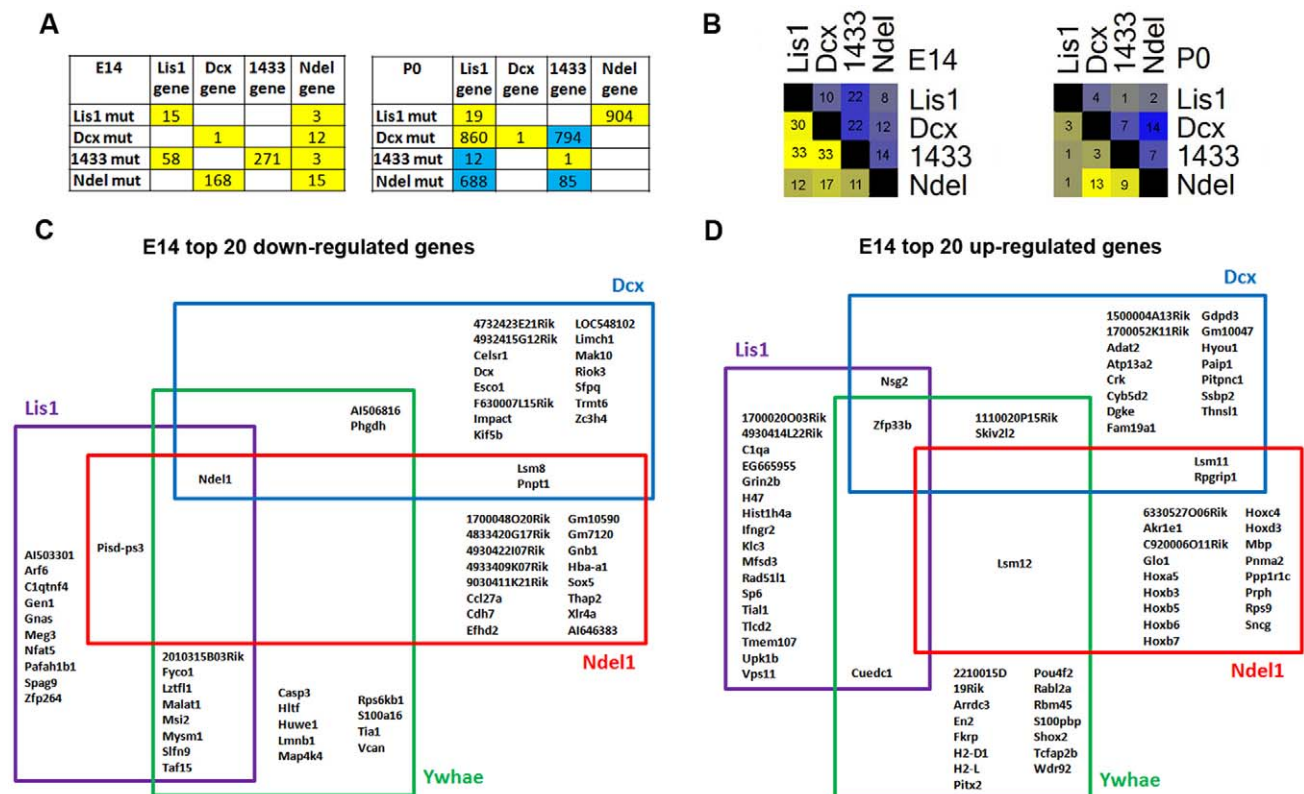 A
E14 Lis1 gene Dcx gene 1433 gene Ndel gene
Lis1 mut 15 3
Dcx mut 1 12
1433 mut 58 271 3
Ndel mut 168 15
P0 Lis1 gene Dcx gene 1433 gene Ndel gene
Lis1 mut 19 904
Dcx mut 860 1 794
1433 mut 12 1
Ndel mut 688 85
B
Lis1 Dcx 1433 Ndel E14
10 22 8 Lis1
30 22 12 Dcx
33 33 14 1433
12 17 11 Ndel
Lis1 Dcx 1433 Ndel P0
4 1 2 Lis1
3 7 14 Dcx
1 3 7 1433
1 13 9 Ndel
C
E14 top 20 down-regulated genes
Dcx
4732423E21Rik LOC548102
4932415G12Rik Limch1
Celsr1 Mak10
Dcx Riok3
Esco1 Sfpq
F630007L15Rik Trmt6
Impact Zc3h4
Kif5b
Lis1
AI506816
Phgdh
Ndel1
Lsm8
Pnpt1
Pisd-ps3
AI503301
Arf6
C1qtnf4
Gen1
Gnas
Meg3
Nfat5
Pafah1b1
Spag9
Zfp264
1700048O20Rik Gm10590
4833420G17Rik Gm7120
4930422I07Rik Gnb1
4933409K07Rik Hba-a1
9030411K21Rik Sox5
Ccl27a Thap2
Cdh7 Xlr4a
Efhd2 AI646383
Ndel1
2010315B03Rik
Fyco1
Lztfl1
Malat1
Msi2
Mysm1
Slfn9
Taf15
Casp3
Hltf
Huwe1
Lmnb1
Map4k4
Rps6kb1
S100a16
Tia1
Vcan
Ywhae
D
E14 top 20 up-regulated genes
Dcx
1500004A13Rik Gdpd3
1700052K11Rik Gm10047
Adat2 Hyou1
Atp13a2 Paip1
Crk Pitpnc1
Cyb5d2 Ssbp2
Dgke Thnsl1
Fam19a1
Lis1
Nsg2
Zfp33b
1110020P15Rik
Skiv2l2
1700020O03Rik
4930414L22Rik
C1qa
EG665955
Grin2b
H47
Hist1h4a
Ifngr2
Klc3
Mfsd3
Rad51l1
Sp6
Tial1
Tlcd2
Tmem107
Upk1b
Vps11
Lsm11
Rpgrip1
Lsm12
6330527O06Rik Hoxc4
Akr1e1 Hoxd3
C920006O11Rik Mbp
Glo1 Pnma2
Hoxa5 Ppp1r1c
Hoxb3 Prph
Hoxb5 Rps9
Hoxb6 Sncg
Hoxb7
Ndel1
Cuedc1
2210015D Pou4f2
19Rik Rabl2a
Arrdc3 Rbm45
En2 S100pbp
Fkrp Shox2
H2-D1 Tcfap2b
H2-L Wdr92
Pitx2
Ywhae